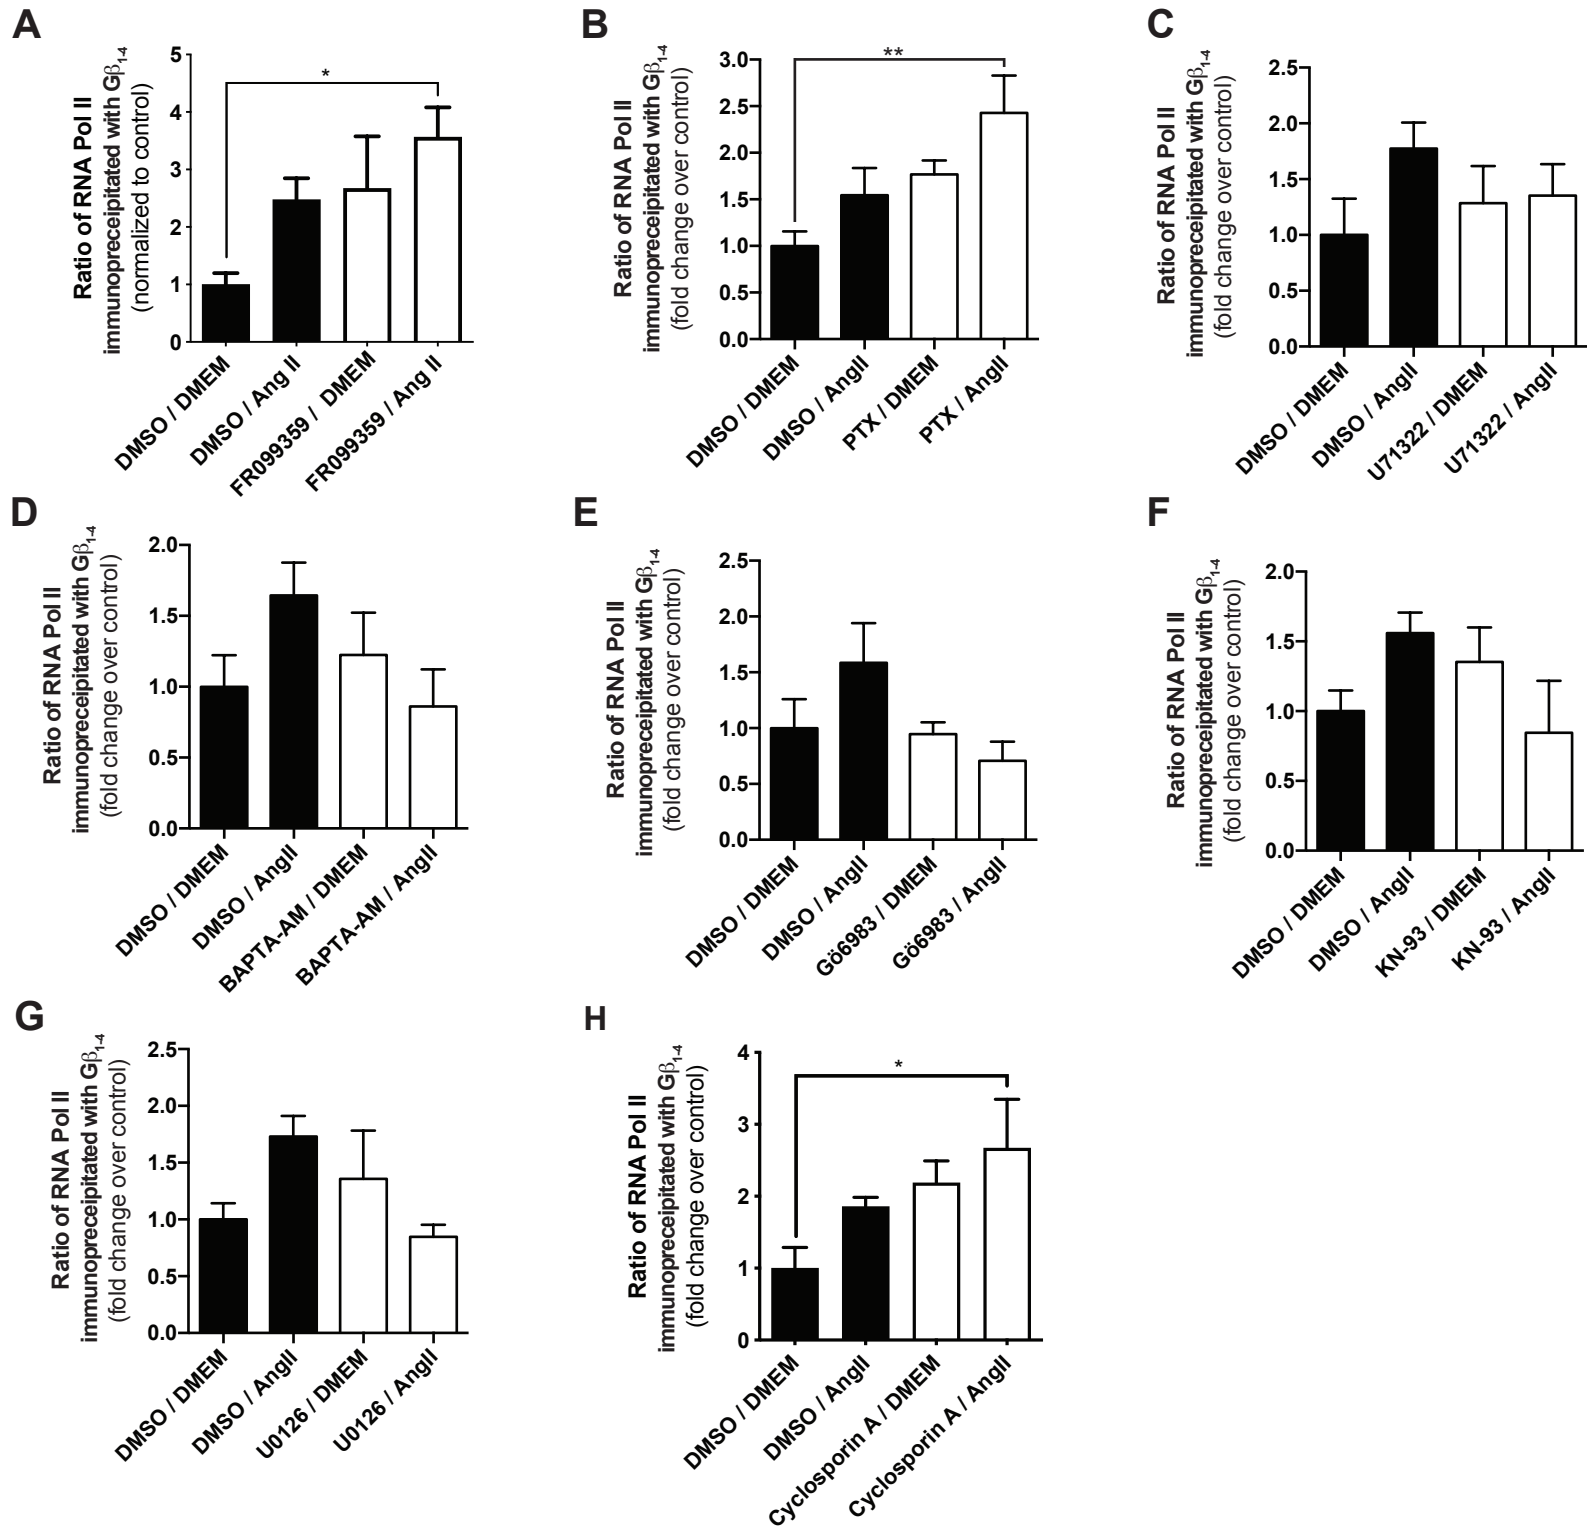 A
Ratio of RNA Pol II
immunopreceipitated with Gβ1-4
(normalized to control)
5
4
3
2
1
0
*
DMSO / DMEM
DMSO / Ang II
FR099359 / DMEM
FR099359 / Ang II
B
Ratio of RNA Pol II
immunopreceipitated with Gβ1-4
(fold change over control)
3.0
2.5
2.0
1.5
1.0
0.5
0.0
**
DMSO / DMEM
DMSO / AngII
PTX / DMEM
PTX / AngII
C
Ratio of RNA Pol II
immunopreceipitated with Gβ1-4
(fold change over control)
2.5
2.0
1.5
1.0
0.5
0.0
DMSO / DMEM
DMSO / AngII
U71322 / DMEM
U71322 / AngII
D
Ratio of RNA Pol II
immunopreceipitated with Gβ1-4
(fold change over control)
2.0
1.5
1.0
0.5
0.0
DMSO / DMEM
DMSO / AngII
BAPTA-AM / DMEM
BAPTA-AM / AngII
E
Ratio of RNA Pol II
immunopreceipitated with Gβ1-4
(fold change over control)
2.5
2.0
1.5
1.0
0.5
0.0
DMSO / DMEM
DMSO / AngII
Gö6983 / DMEM
Gö6983 / AngII
F
Ratio of RNA Pol II
immunopreceipitated with Gβ1-4
(fold change over control)
2.0
1.5
1.0
0.5
0.0
DMSO / DMEM
DMSO / AngII
KN-93 / DMEM
KN-93 / AngII
G
Ratio of RNA Pol II
immunopreceipitated with Gβ1-4
(fold change over control)
2.5
2.0
1.5
1.0
0.5
0.0
DMSO / DMEM
DMSO / AngII
U0126 / DMEM
U0126 / AngII
H
Ratio of RNA Pol II
immunopreceipitated with Gβ1-4
(fold change over control)
4
3
2
1
0
*
DMSO / DMEM
DMSO / AngII
Cyclosporin A / DMEM
Cyclosporin A / AngII